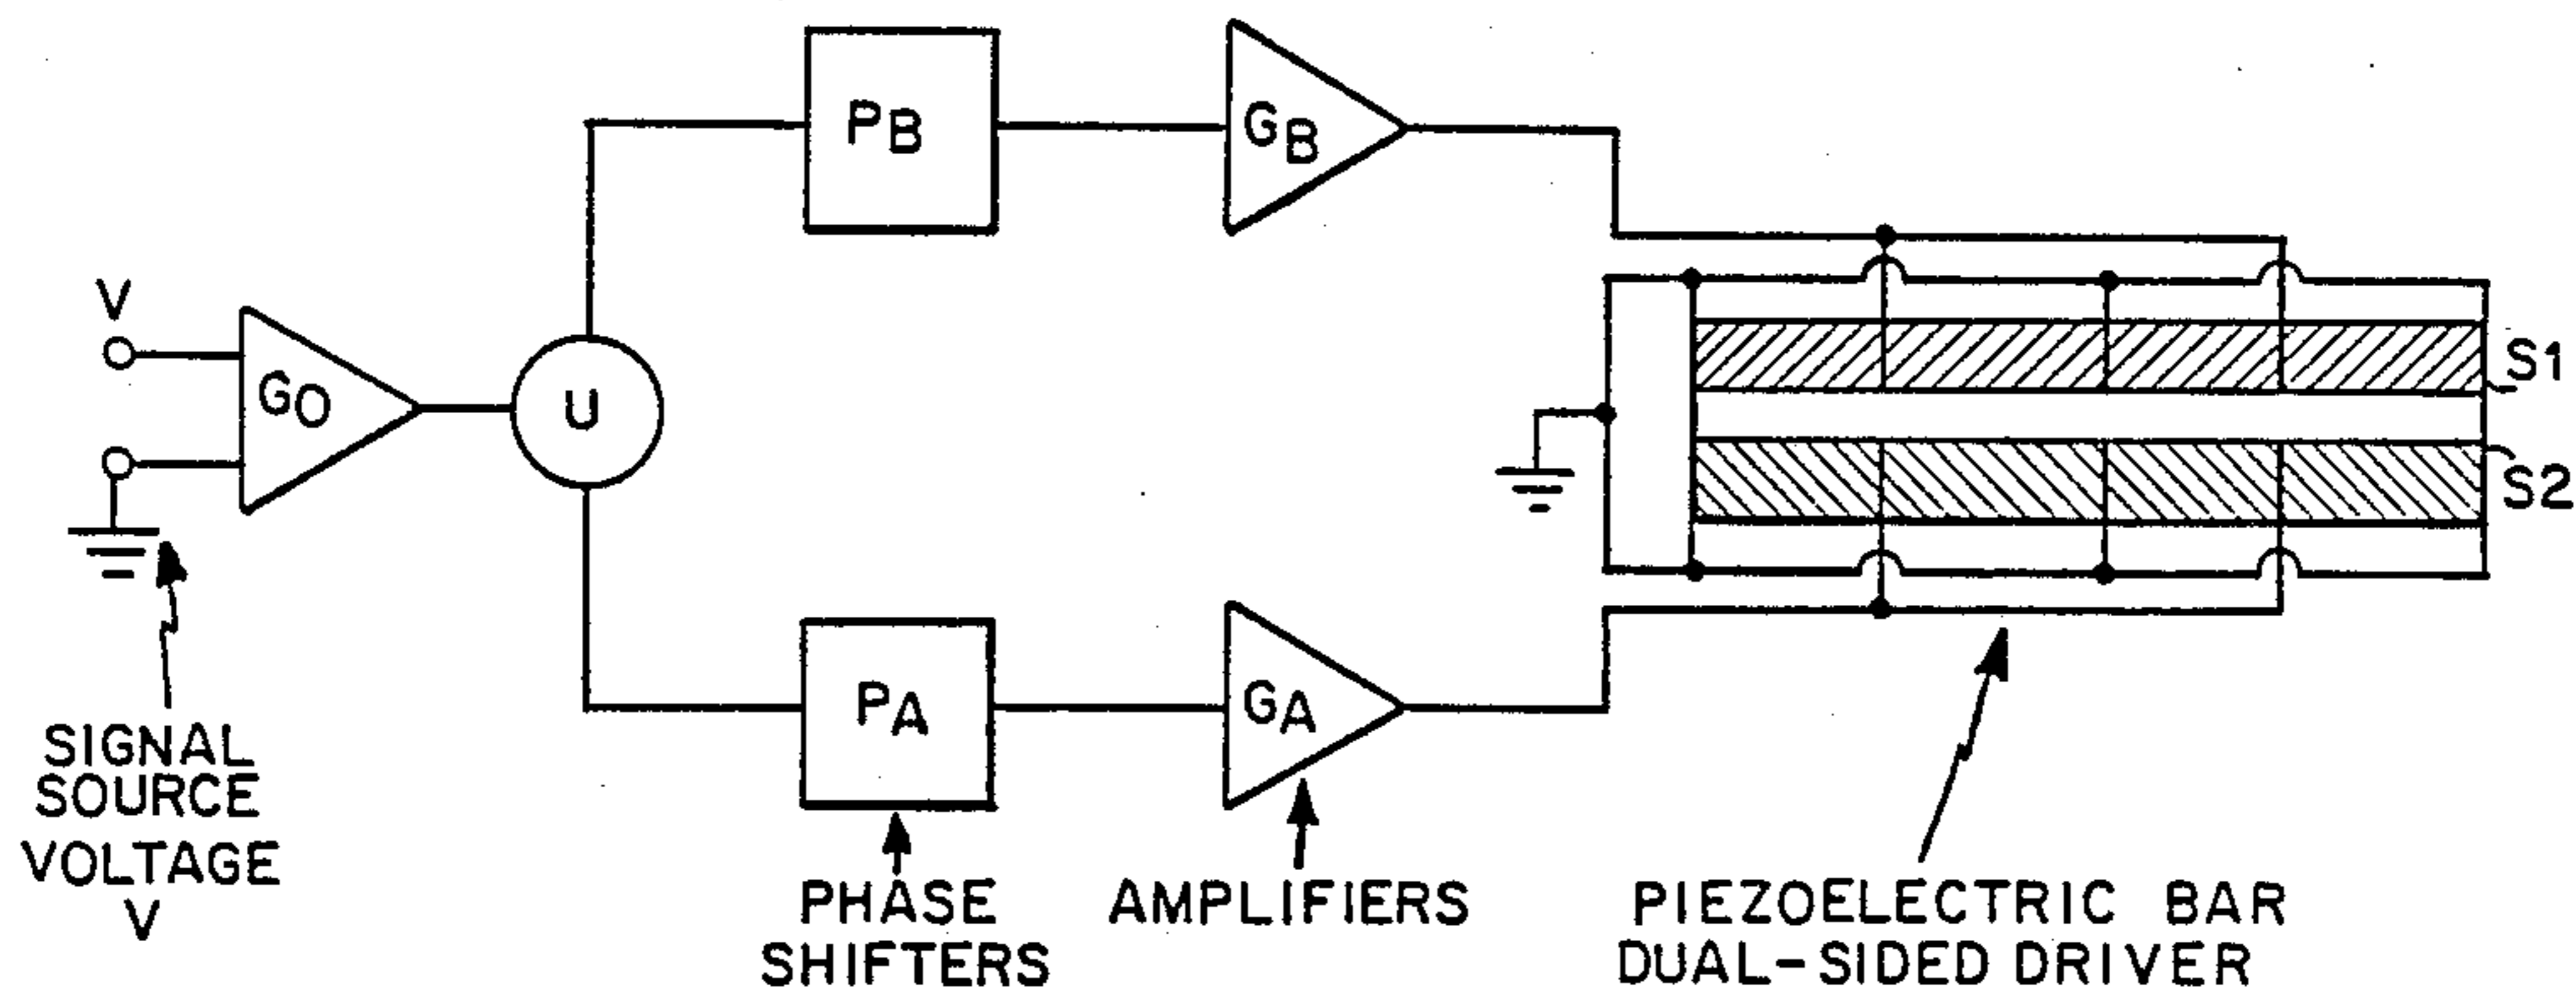 PB
GB
V
GO
U
S1
S2
PA
GA
SIGNAL
SOURCE
VOLTAGE
V
PHASE
SHIFTERS
AMPLIFIERS
PIEZOELECTRIC BAR
DUAL-SIDED DRIVER